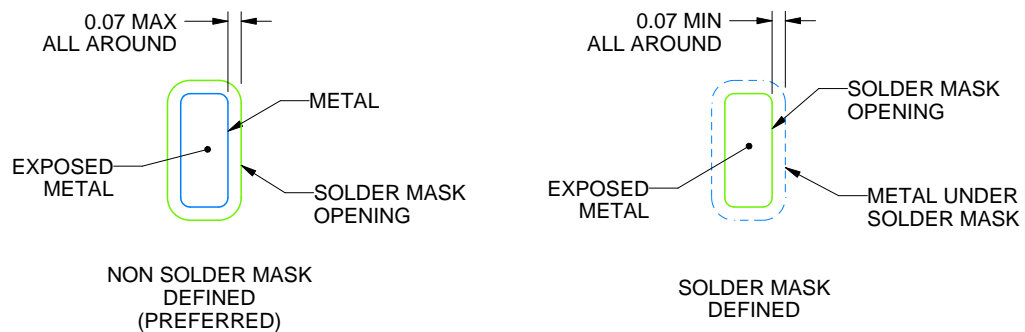 0.07 MAX
ALL AROUND
METAL
EXPOSED
METAL
SOLDER MASK
OPENING
NON SOLDER MASK
DEFINED
(PREFERRED)
0.07 MIN
ALL AROUND
SOLDER MASK
OPENING
EXPOSED
METAL
METAL UNDER
SOLDER MASK
SOLDER MASK
DEFINED